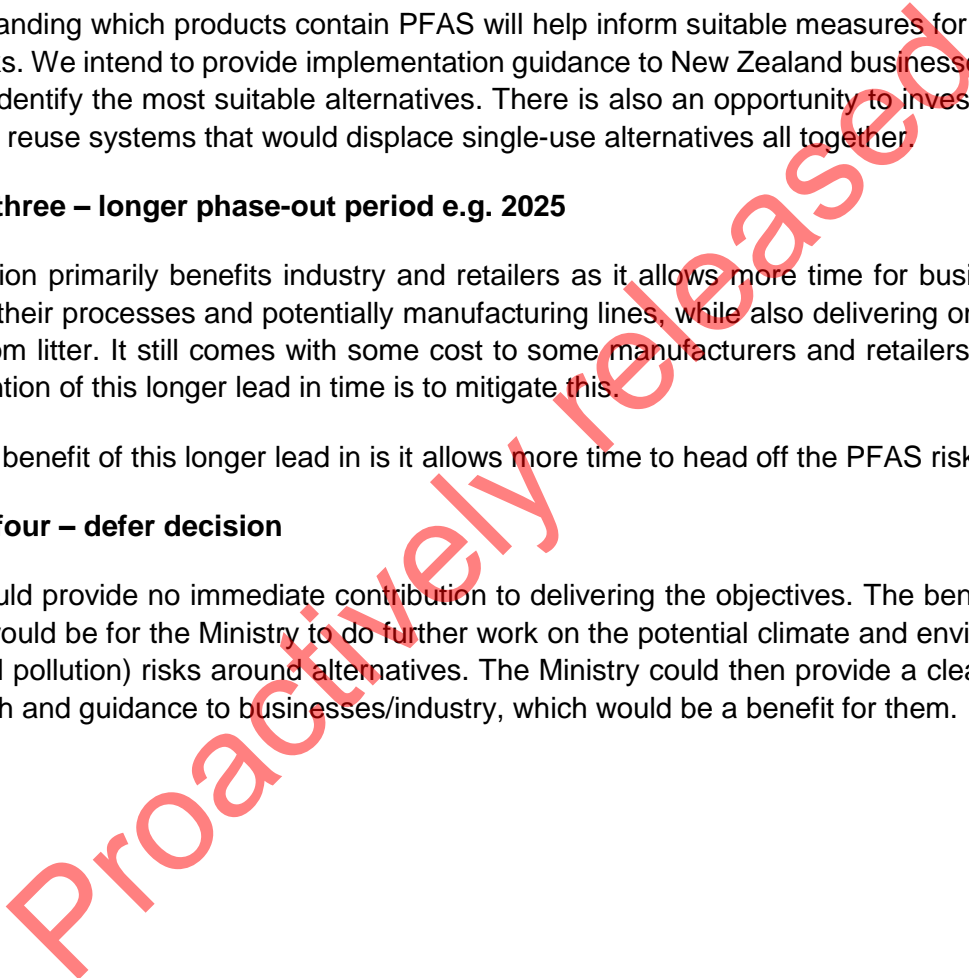 anding which products contain PFAS will help inform suitable measures for
s. We intend to provide implementation guidance to New Zealand businesse
dentify the most suitable alternatives. There is also an opportunity to inves
reuse systems that would displace single-use alternatives all together.
three – longer phase-out period e.g. 2025
ion primarily benefits industry and retailers as it allows more time for busi
their processes and potentially manufacturing lines, while also delivering or
om litter. It still comes with some cost to some manufacturers and retailers
ntion of this longer lead in time is to mitigate this.
benefit of this longer lead in is it allows more time to head off the PFAS risk
four – defer decision
uld provide no immediate contribution to delivering the objectives. The ben
would be for the Ministry to do further work on the potential climate and envi
l pollution) risks around alternatives. The Ministry could then provide a clea
h and guidance to businesses/industry, which would be a benefit for them.
Proactively released